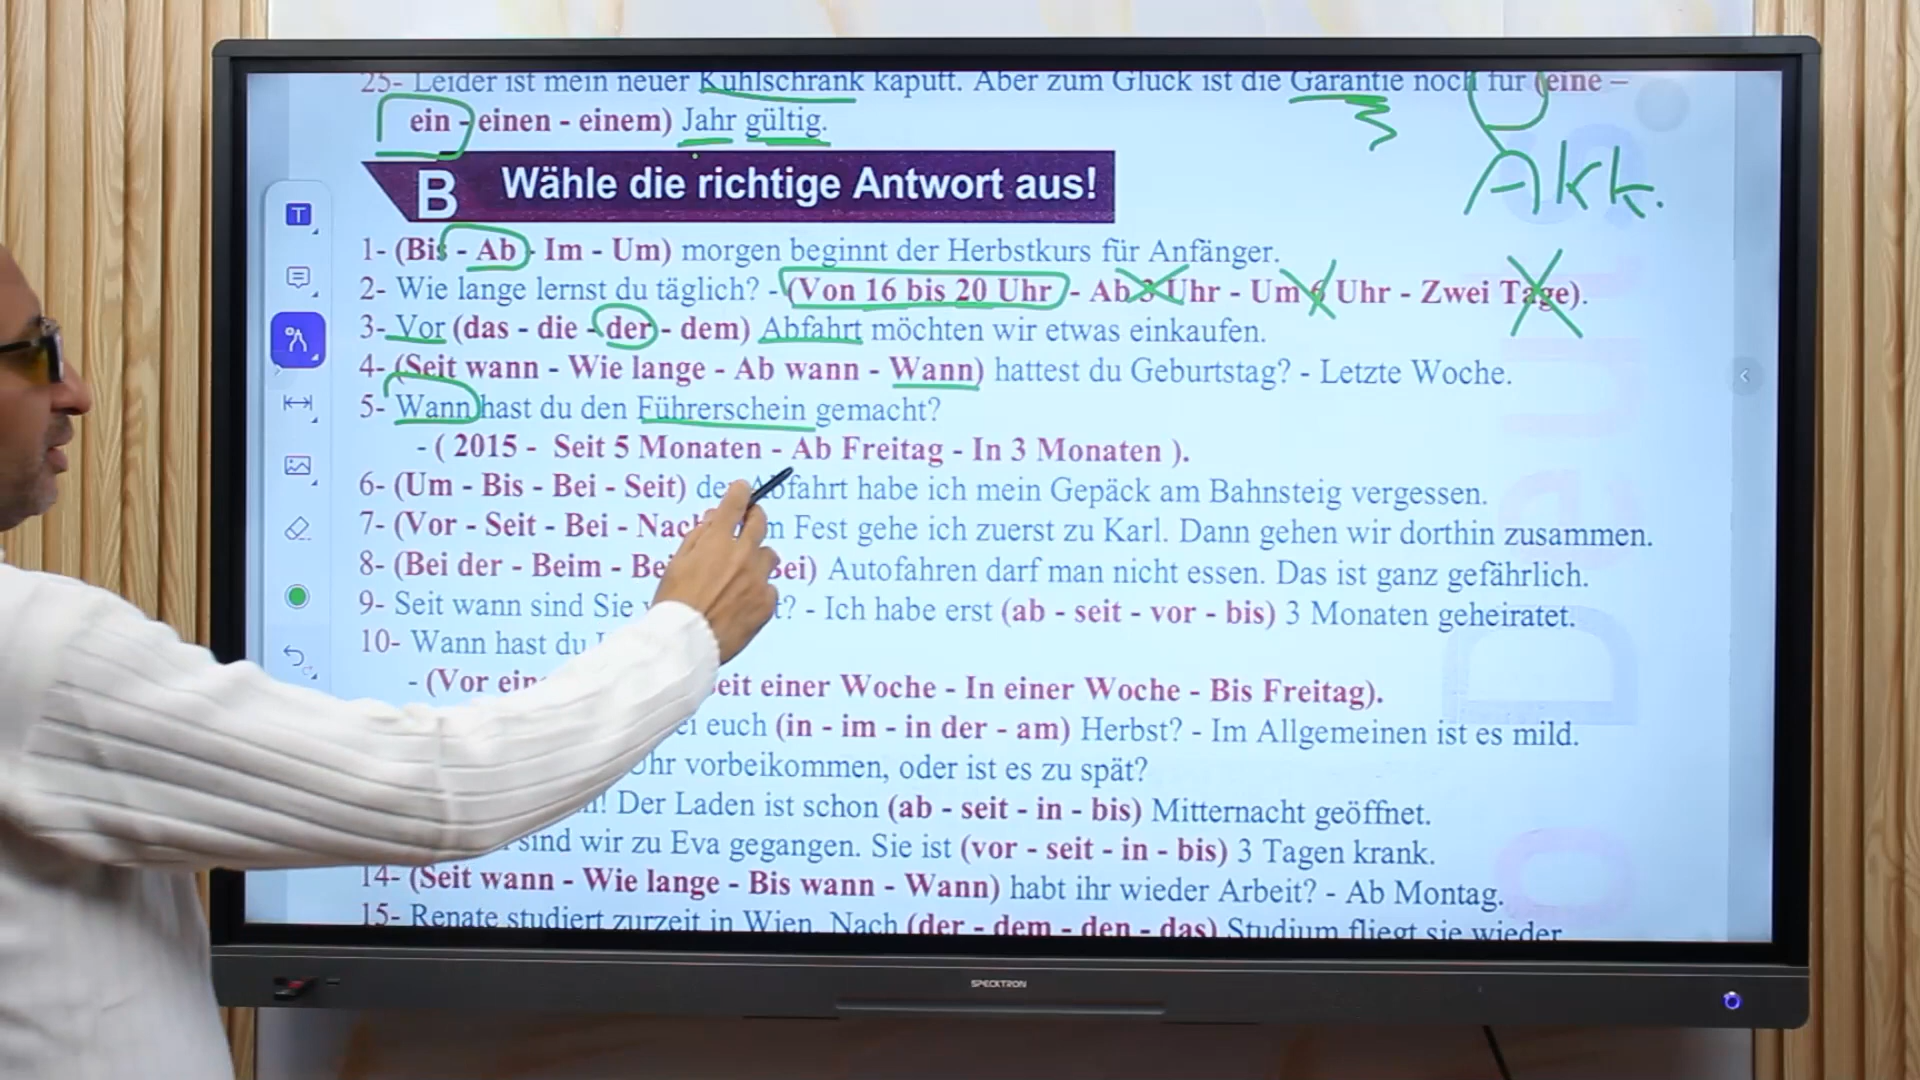 25- Leider ist mein neuer Kühlschrank kaputt. Aber zum Glück ist die Garantie noch für (eine –
ein - einen - einem) Jahr gültig.
Akk.
B Wähle die richtige Antwort aus!
1- (Bis - Ab - Im - Um) morgen beginnt der Herbstkurs für Anfänger.
2- Wie lange lernst du täglich? - (Von 16 bis 20 Uhr - Ab 3 Uhr - Um 6 Uhr - Zwei Tage).
3- Vor (das - die - der - dem) Abfahrt möchten wir etwas einkaufen.
4- (Seit wann - Wie lange - Ab wann - Wann) hattest du Geburtstag? - Letzte Woche.
5- Wann hast du den Führerschein gemacht?
- ( 2015 - Seit 5 Monaten - Ab Freitag - In 3 Monaten ).
6- (Um - Bis - Bei - Seit) der Abfahrt habe ich mein Gepäck am Bahnsteig vergessen.
7- (Vor - Seit - Bei - Nach Fest gehe ich zuerst zu Karl. Dann gehen wir dorthin zusammen.
8- (Bei der - Beim - Bei) Autofahren darf man nicht essen. Das ist ganz gefährlich.
9- Seit wann sind Sie ? - Ich habe erst (ab - seit - vor - bis) 3 Monaten geheiratet.
10- Wann hast du
- (Vor einer Woche - In einer Woche - Bis Freitag).
euch (in - im - in der - am) Herbst? - Im Allgemeinen ist es mild.
Uhr vorbeikommen, oder ist es zu spät?
Der Laden ist schon (ab - seit - in - bis) Mitternacht geöffnet.
sind wir zu Eva gegangen. Sie ist (vor - seit - in - bis) 3 Tagen krank.
14- (Seit wann - Wie lange - Bis wann - Wann) habt ihr wieder Arbeit? - Ab Montag.
15- Renate studiert zurzeit in Wien. Nach (der - dem - den - das) Studium fliegt sie wieder
SPECKTRON